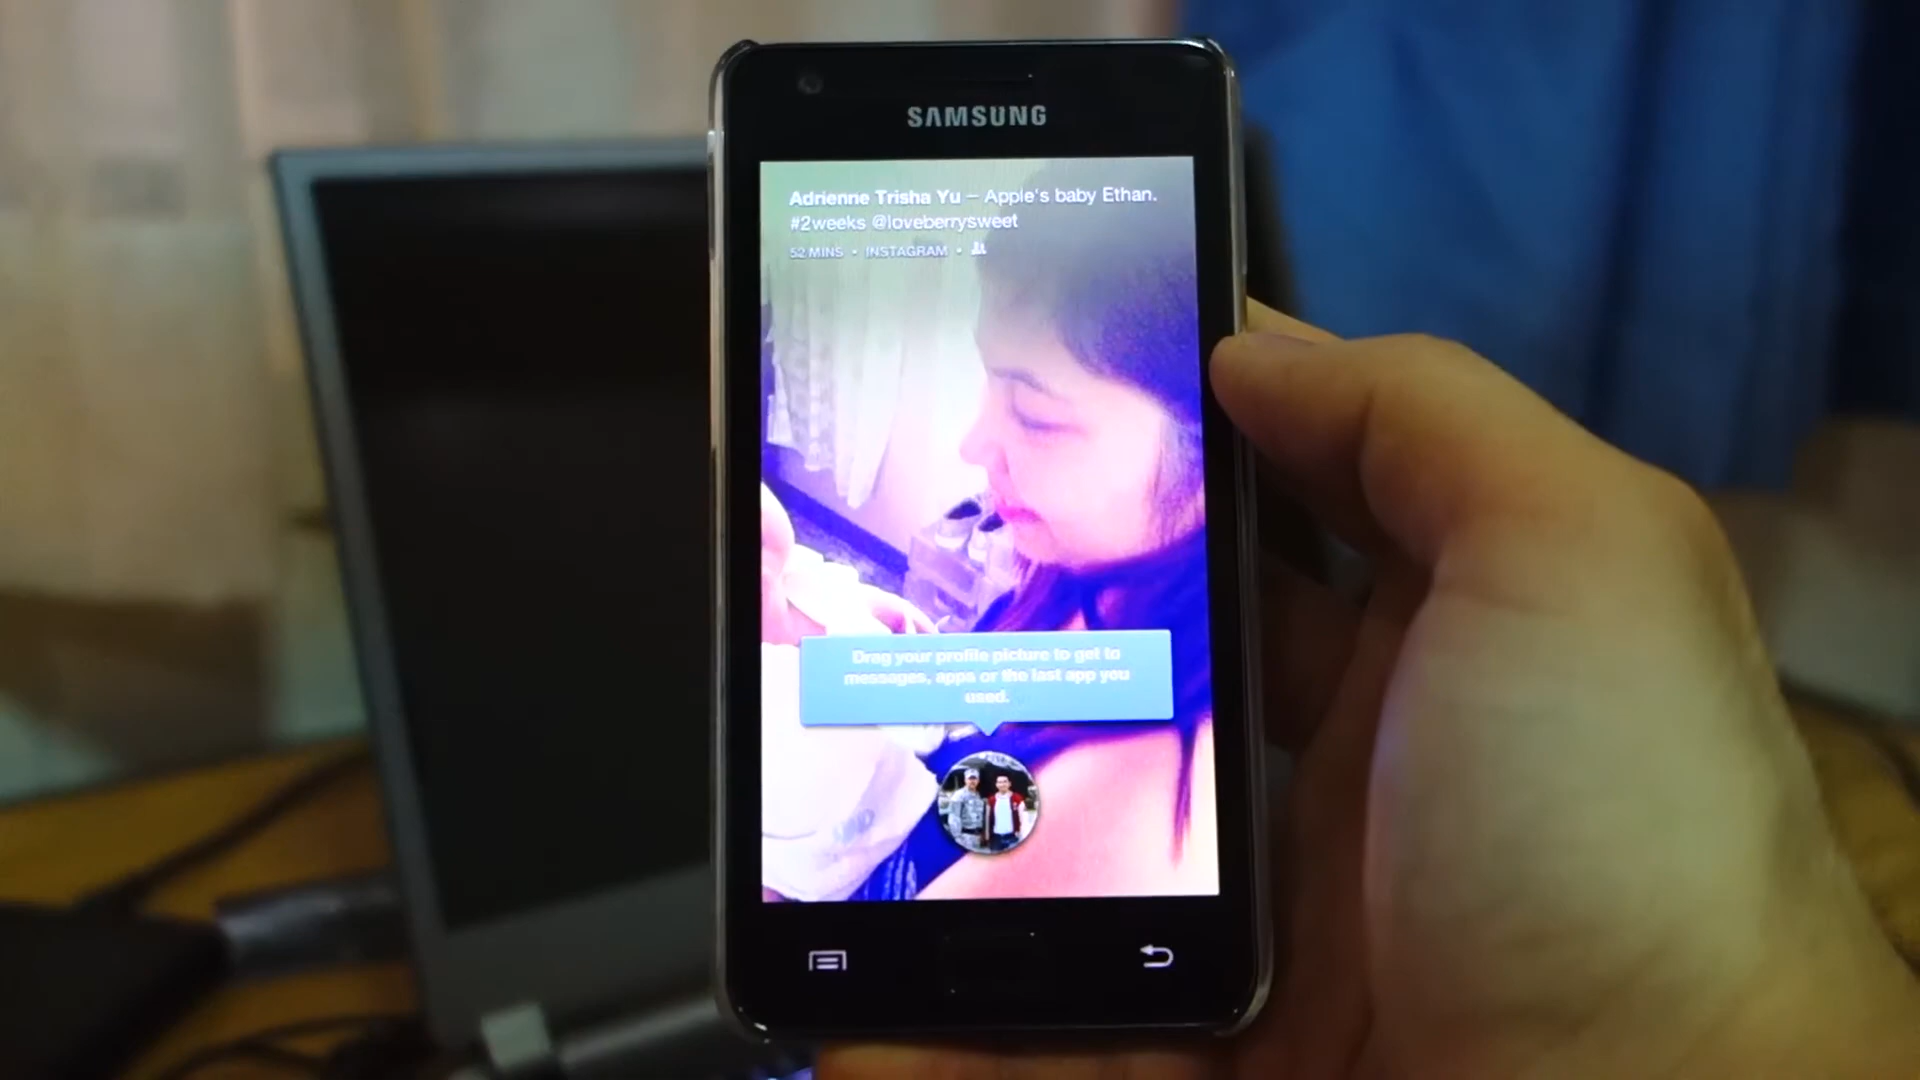 SAMSUNG
Adrienne Trisha Yu – Apple's baby Ethan.
#2weeks @loveberrysweet
52 MINS • INSTAGRAM •
Drag your profile picture to get to
messages, apps or the last app you
used.